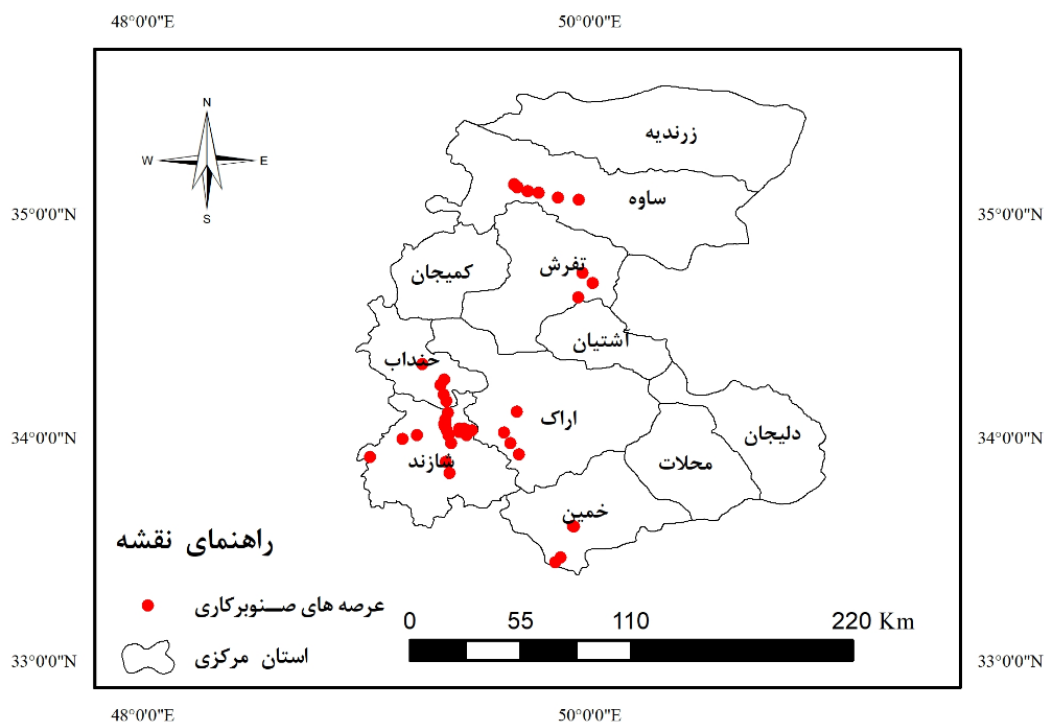 48°0'0"E 50°0'0"E
N
W E
S
زرندیه
ساوه
35°0'0"N 35°0'0"N
تفرش
کمیجان
آشتیان
خنداب
اراک
دلیجان
34°0'0"N 34°0'0"N
محلات
شازند
خمین
راهنمای نقشه
عرصه های صــنوبرکاری
استان مرکزی
0 55 110 220 Km
33°0'0"N 33°0'0"N
48°0'0"E 50°0'0"E